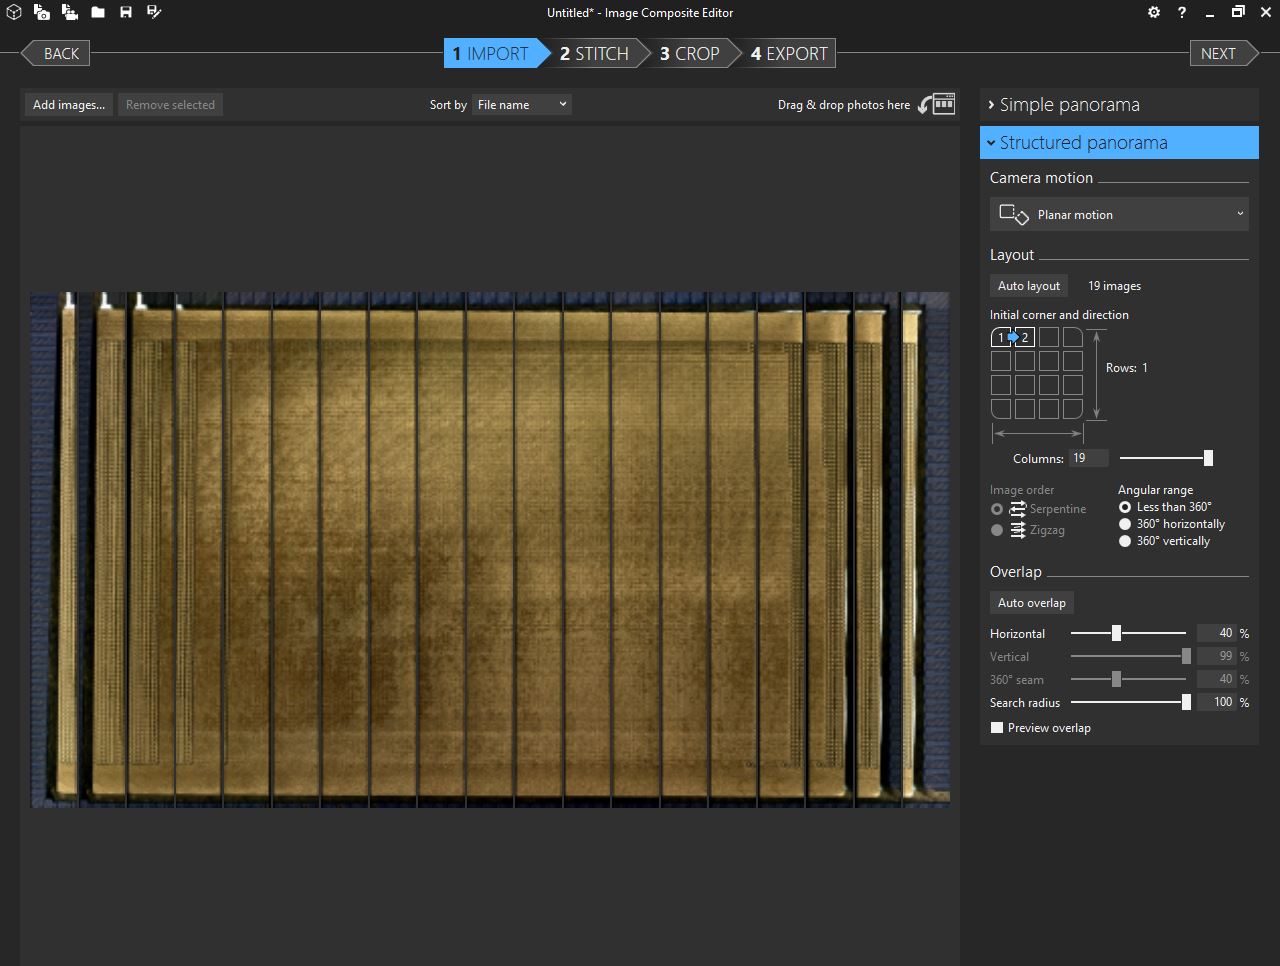 Untitled* - Image Composite Editor
?
BACK
1 IMPORT
2 STITCH
3 CROP
4 EXPORT
NEXT
Add images...
Remove selected
Sort by
File name
Drag & drop photos here
Simple panorama
Structured panorama
Camera motion
Planar motion
Layout
Auto layout
19 images
Initial corner and direction
1 2
Rows: 1
Columns: 19
Image order
Serpentine
Zigzag
Angular range
Less than 360°
360° horizontally
360° vertically
Overlap
Auto overlap
Horizontal 40 %
Vertical 99 %
360° seam 40 %
Search radius 100 %
Preview overlap